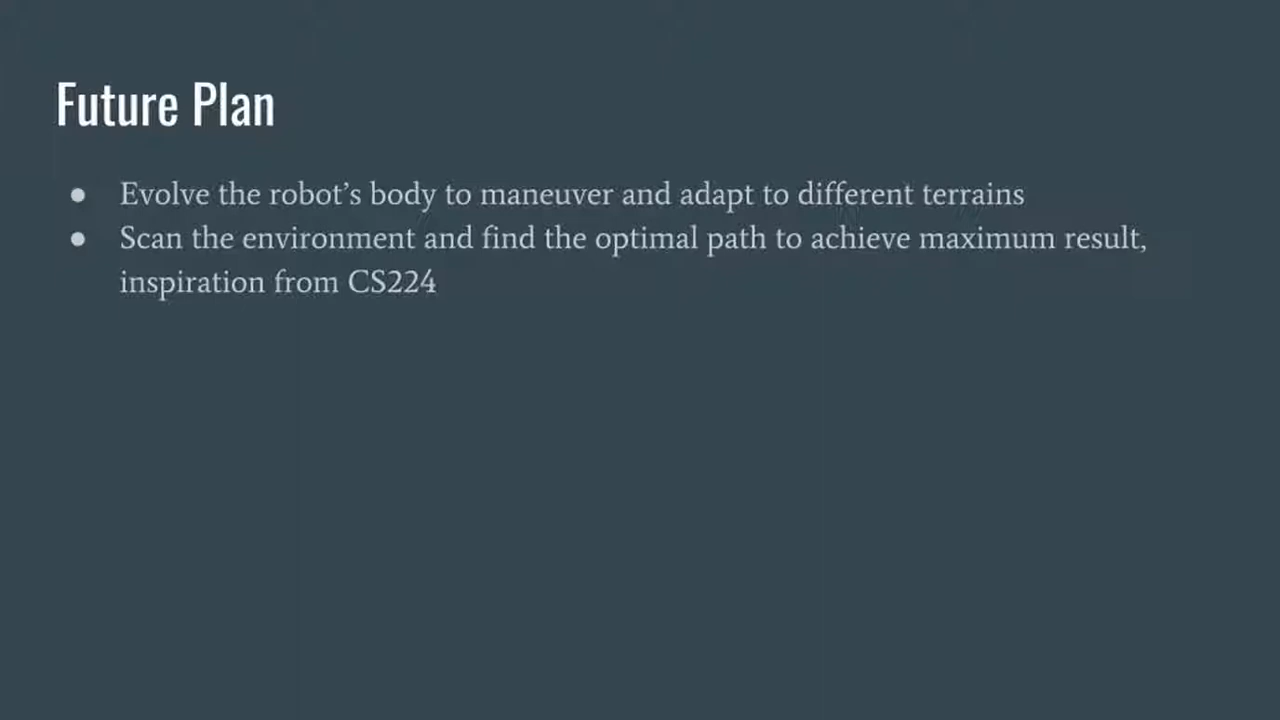 Future Plan
● Evolve the robot’s body to maneuver and adapt to different terrains
● Scan the environment and find the optimal path to achieve maximum result,
inspiration from CS224